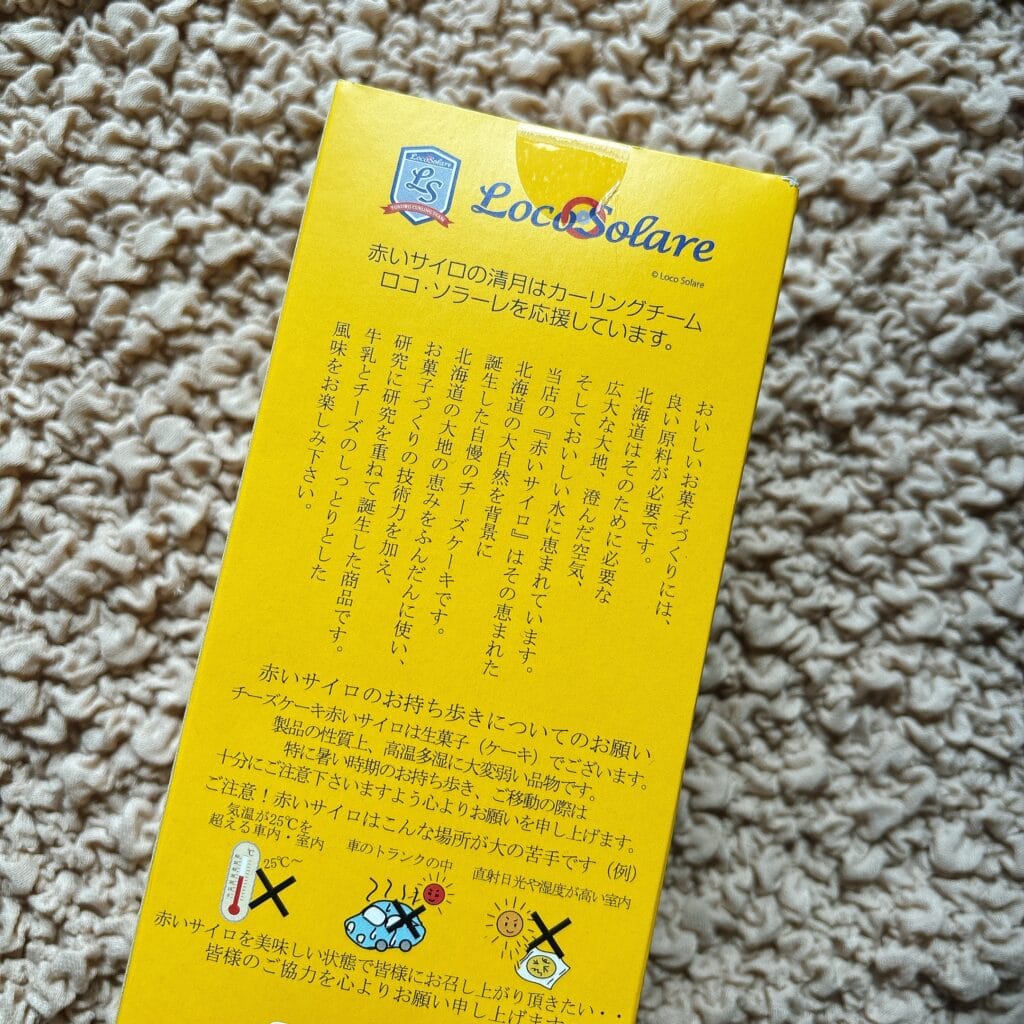 LocoSolare
LS
LocoSolare
© Loco Solare
赤いサイロの清月はカーリングチーム
ロコ・ソラーレを応援しています。
おいしいお菓子づくりには、
良い原料が必要です。
北海道はそのために必要な
広大な大地、澄んだ空気、
そしておいしい水に恵まれています。
当店の『赤いサイロ』はその恵まれた
北海道の大自然を背景に
誕生した自慢のチーズケーキです。
北海道の大地の恵みをふんだんに使い、
お菓子づくりの技術力を加え、
研究に研究を重ねて誕生した商品です。
牛乳とチーズのしっとりとした
風味をお楽しみ下さい。
赤いサイロのお持ち歩きについてのお願い
チーズケーキ赤いサイロは生菓子（ケーキ）でございます。
製品の性質上、高温多湿に大変弱い品物です。
特に暑い時期のお持ち歩き、ご移動の際は
十分にご注意下さいますよう心よりお願いを申し上げます。
ご注意！赤いサイロはこんな場所が大の苦手です（例）
気温が25℃を
超える車内・室内
℃
25℃～
車のトランクの中
直射日光や湿度が高い室内
赤いサイロを美味しい状態で皆様にお召し上がり頂きたい・・
皆様のご協力を心よりお願い申し上げます